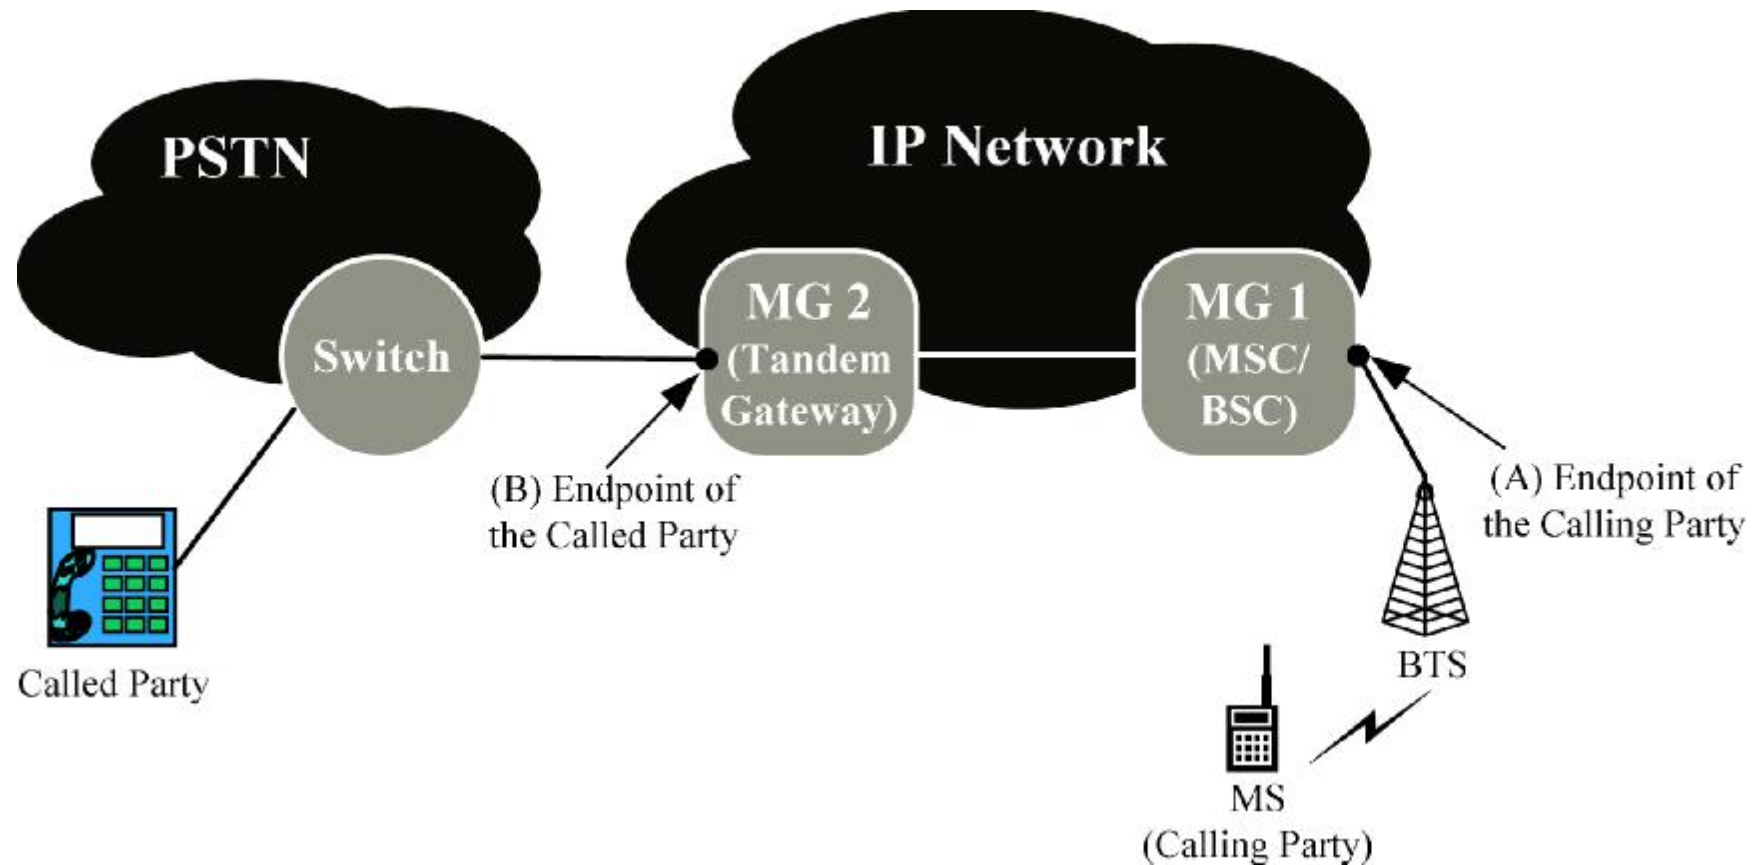 PSTN
IP Network
Switch
MG 2
(Tandem
Gateway)
MG 1
(MSC/
BSC)
(B) Endpoint of
the Called Party
(A) Endpoint of
the Calling Party
Called Party
BTS
MS
(Calling Party)